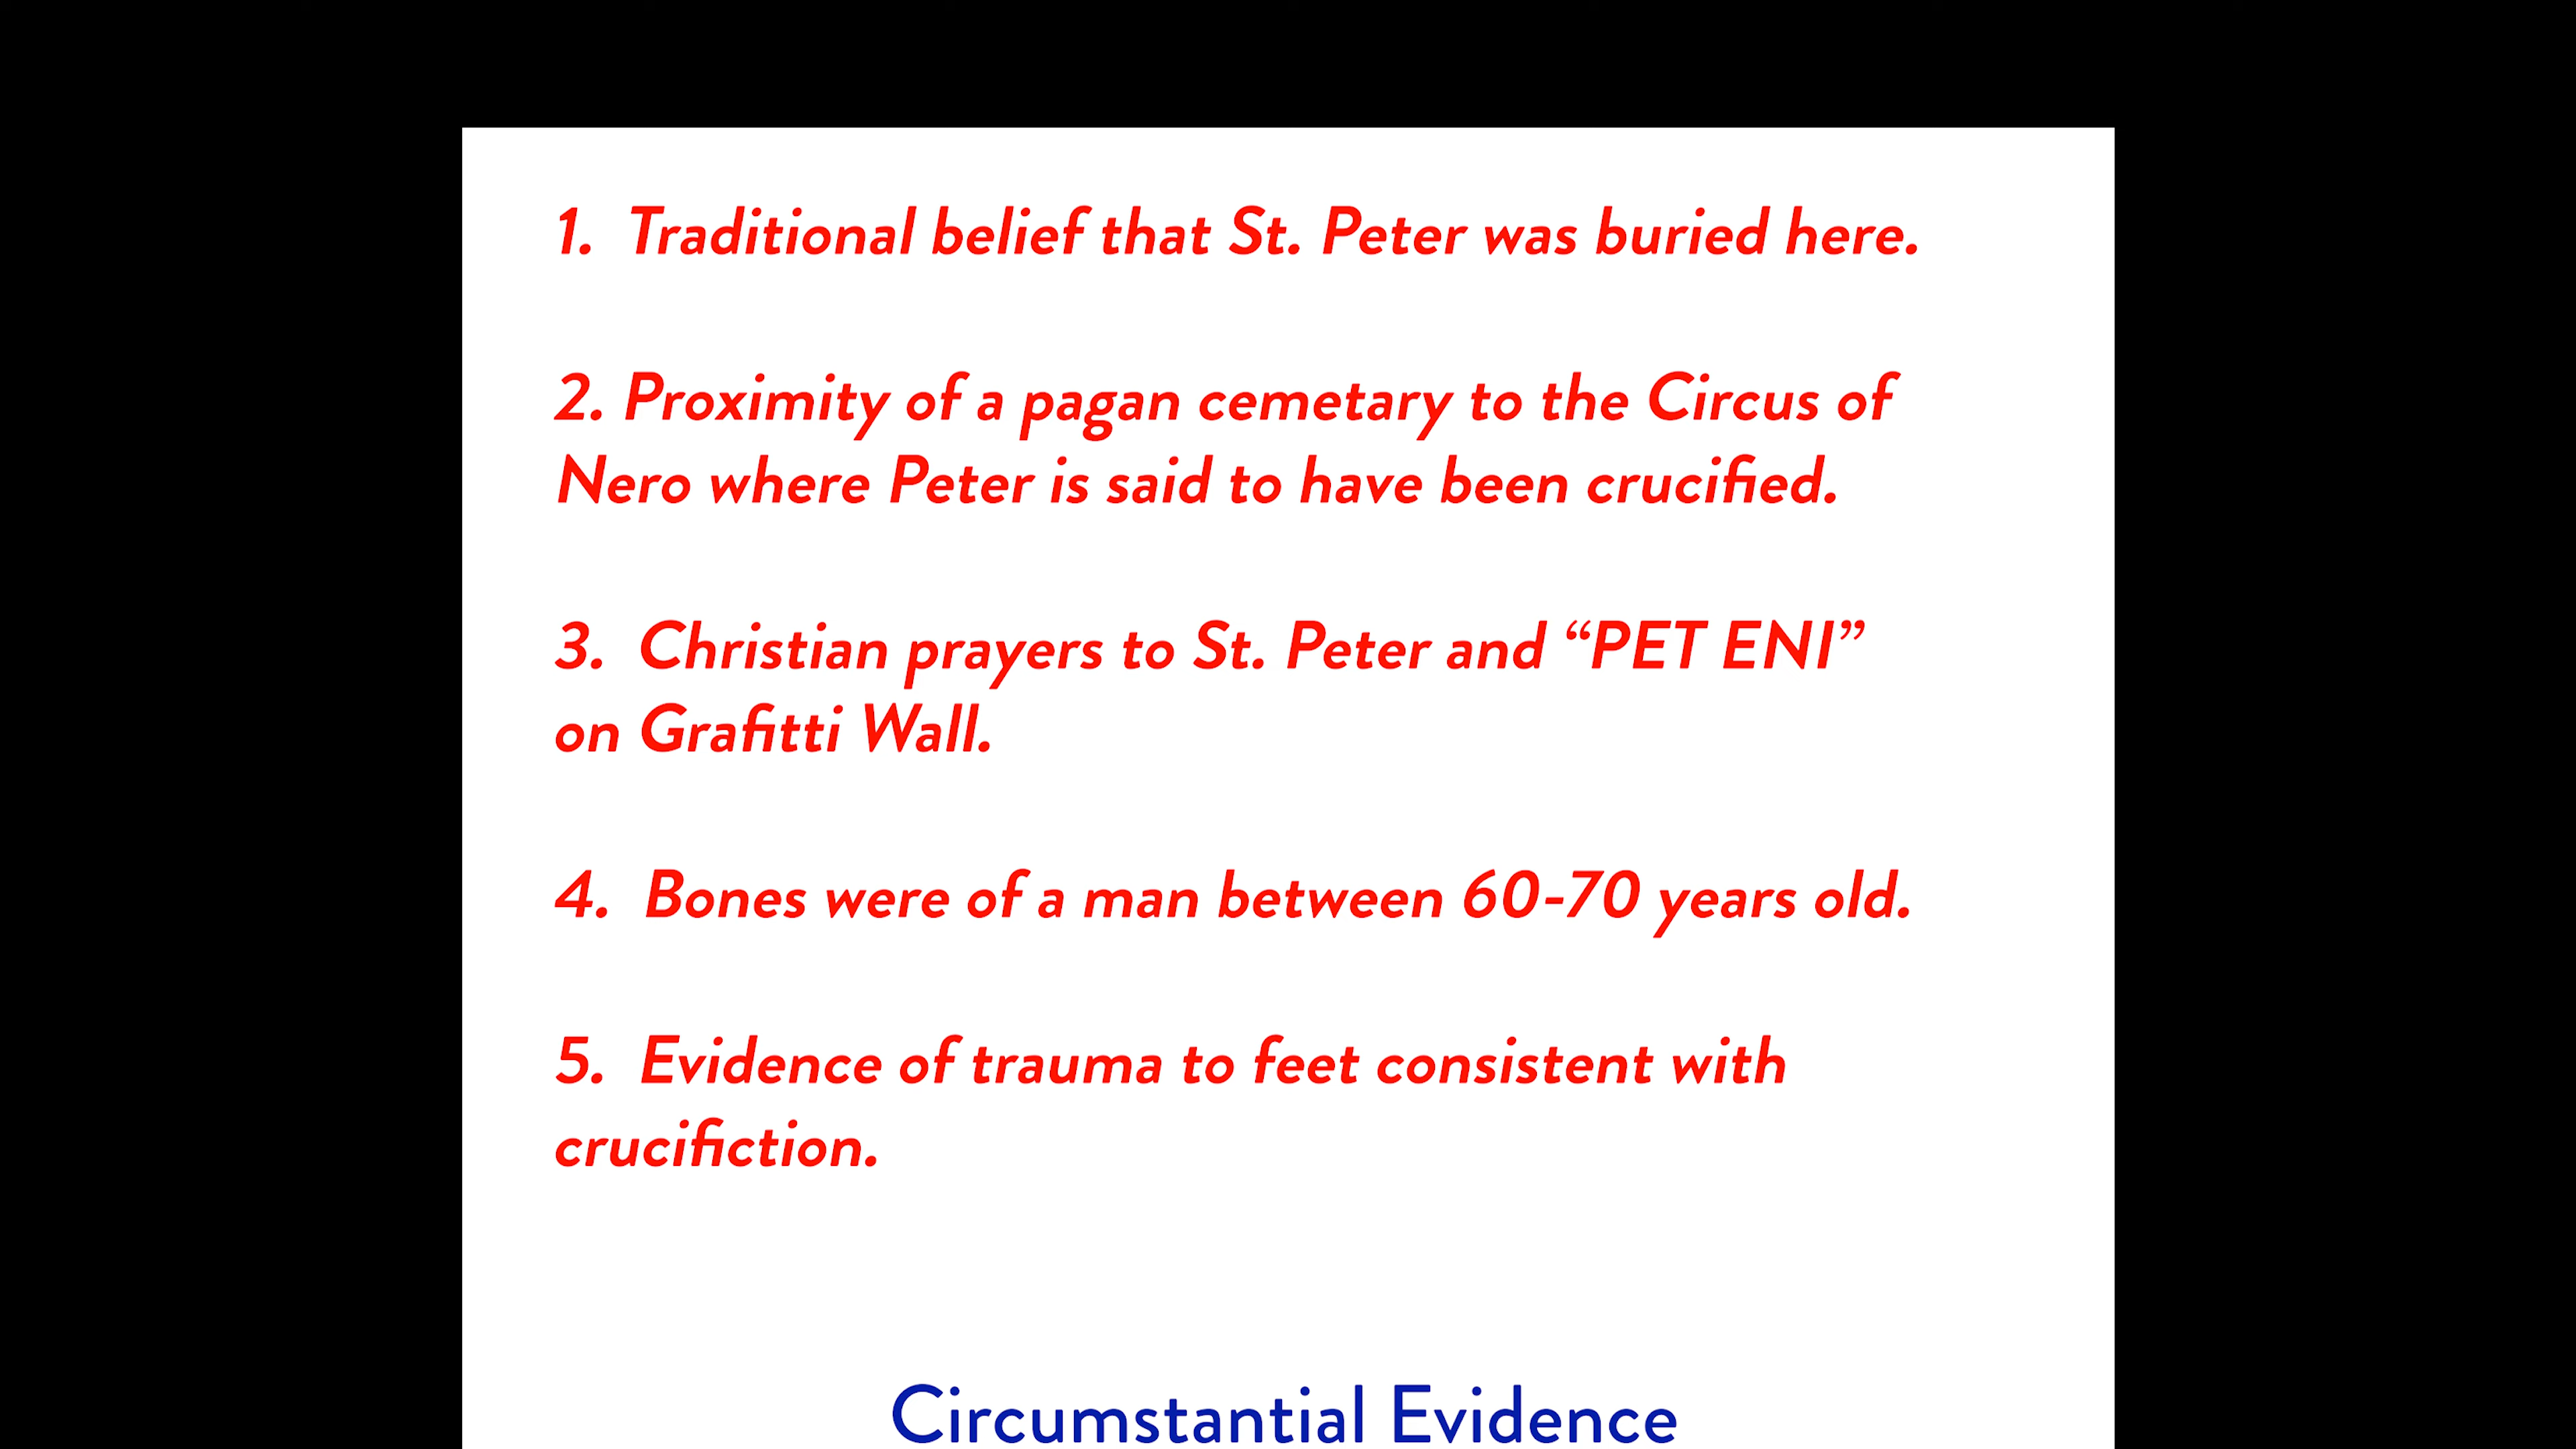 1. Traditional belief that St. Peter was buried here.
2. Proximity of a pagan cemetary to the Circus of
Nero where Peter is said to have been crucified.
3. Christian prayers to St. Peter and “PET ENI”
on Grafitti Wall.
4. Bones were of a man between 60-70 years old.
5. Evidence of trauma to feet consistent with
crucifiction.
Circumstantial Evidence